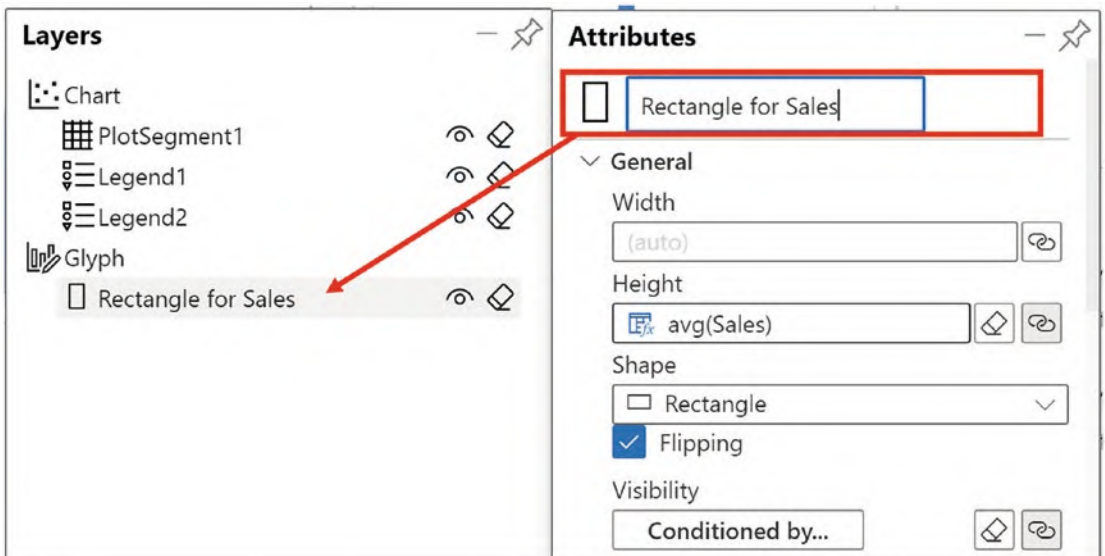 Layers
Chart
PlotSegment1
Legend1
Legend2
Glyph
Rectangle for Sales
Attributes
Rectangle for Sales
General
Width
(auto)
Height
fx avg(Sales)
Shape
Rectangle
Flipping
Visibility
Conditioned by...